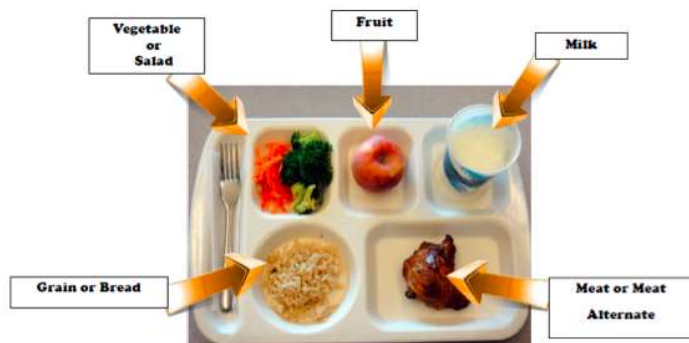 Vegetable
or
Salad
Fruit
Milk
Grain or Bread
Meat or Meat
Alternate